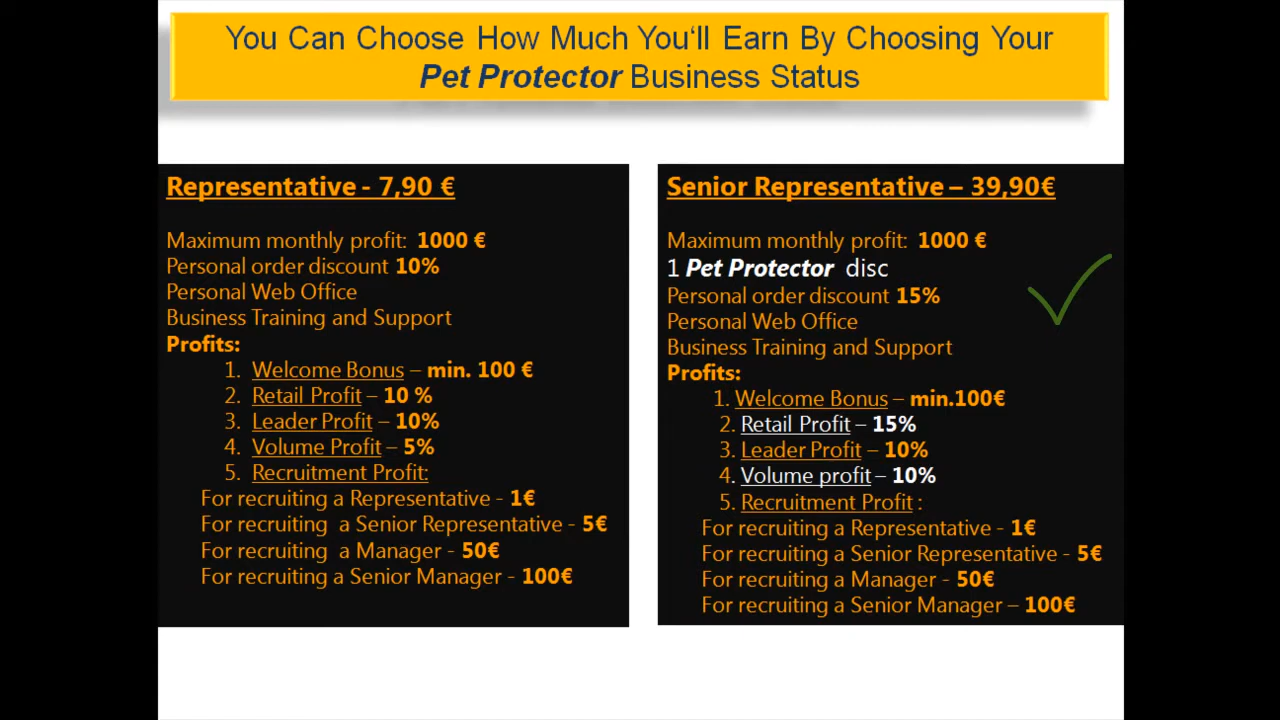 You Can Choose How Much You‘ll Earn By Choosing Your
Pet Protector Business Status
Representative - 7,90 €
Maximum monthly profit: 1000 €
Personal order discount 10%
Personal Web Office
Business Training and Support
Profits:
1. Welcome Bonus – min. 100 €
2. Retail Profit – 10 %
3. Leader Profit – 10%
4. Volume Profit – 5%
5. Recruitment Profit:
For recruiting a Representative - 1€
For recruiting a Senior Representative - 5€
For recruiting a Manager - 50€
For recruiting a Senior Manager - 100€
Senior Representative – 39,90€
Maximum monthly profit: 1000 €
1 Pet Protector disc
Personal order discount 15%
Personal Web Office
Business Training and Support
Profits:
1. Welcome Bonus – min.100€
2. Retail Profit – 15%
3. Leader Profit – 10%
4. Volume profit – 10%
5. Recruitment Profit :
For recruiting a Representative - 1€
For recruiting a Senior Representative - 5€
For recruiting a Manager - 50€
For recruiting a Senior Manager – 100€